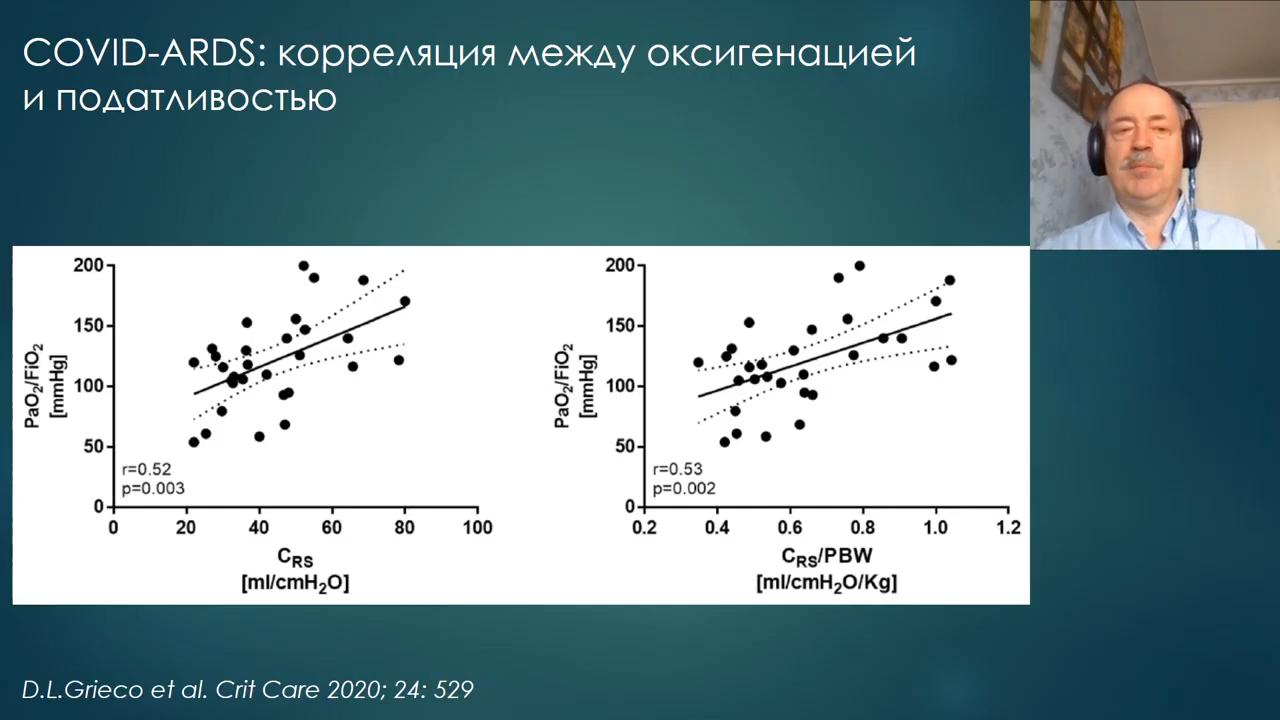 COVID-ARDS: корреляция между оксигенацией
и податливостью
200
150
100
50
0
PaO₂/FiO₂
[mmHg]
r=0.52
p=0.003
0 20 40 60 80 100
C_RS
[ml/cmH₂O]
200
150
100
50
0
PaO₂/FiO₂
[mmHg]
r=0.53
p=0.002
0.2 0.4 0.6 0.8 1.0 1.2
C_RS/PBW
[ml/cmH₂O/Kg]
D.L.Grieco et al. Crit Care 2020; 24: 529